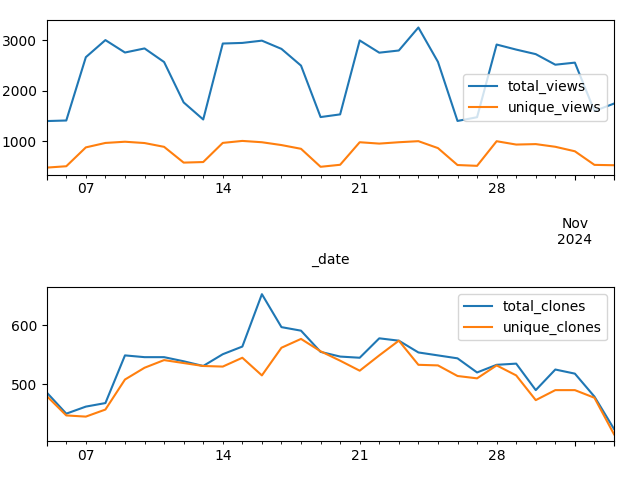 3000
2000
1000
total_views
unique_views
07 14 21 28
Nov
2024
_date
600
500
total_clones
unique_clones
07 14 21 28